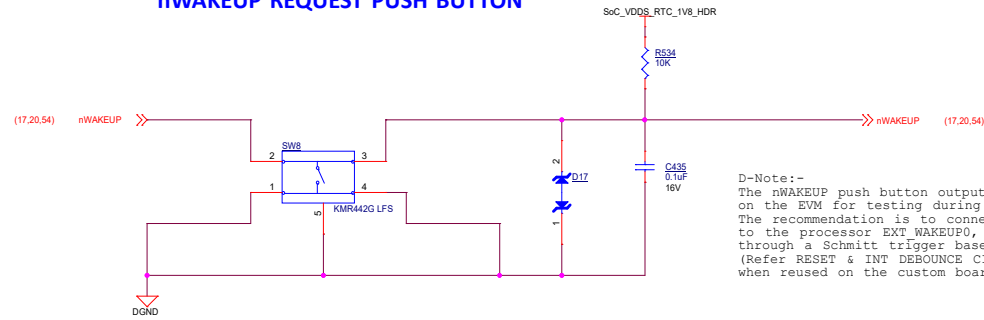 nWAKEUP REQUEST PUSH BUTTON
SoC_VDDS_RTC_1V8_HDR
R534
10K
(17,20,54) nWAKEUP
nWAKEUP (17,20,54)
SW8
2
3
1
4
5
KMR442G LFS
2
D17
1
C435
0.1uF
16V
DGND
D-Note:-
The nWAKEUP push button output
on the EVM for testing during
The recommendation is to conne
to the processor EXT_WAKEUP0,
through a Schmitt trigger base
(Refer RESET & INT DEBOUNCE CI
when reused on the custom boar